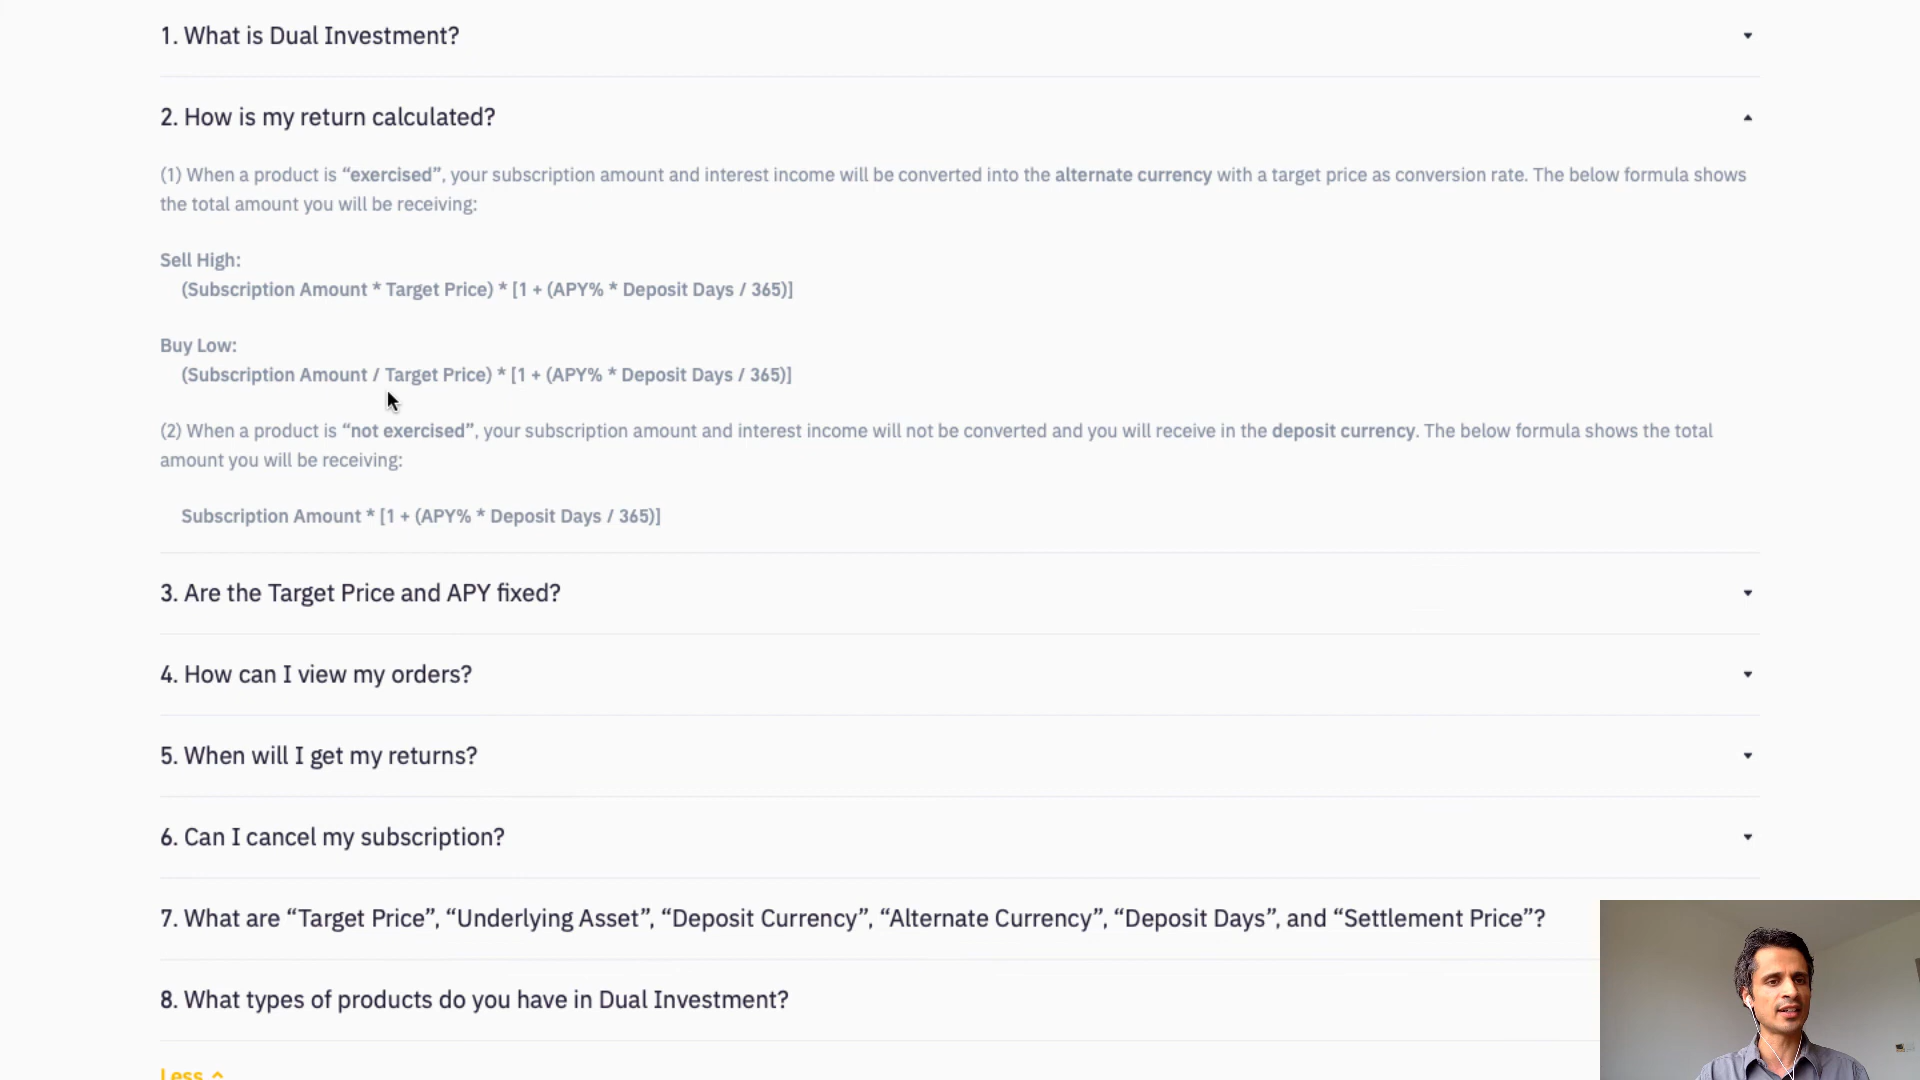 1. What is Dual Investment?
2. How is my return calculated?
(1) When a product is “exercised”, your subscription amount and interest income will be converted into the alternate currency with a target price as conversion rate. The below formula shows
the total amount you will be receiving:
Sell High:
(Subscription Amount * Target Price) * [1 + (APY% * Deposit Days / 365)]
Buy Low:
(Subscription Amount / Target Price) * [1 + (APY% * Deposit Days / 365)]
(2) When a product is “not exercised”, your subscription amount and interest income will not be converted and you will receive in the deposit currency. The below formula shows the total
amount you will be receiving:
Subscription Amount * [1 + (APY% * Deposit Days / 365)]
3. Are the Target Price and APY fixed?
4. How can I view my orders?
5. When will I get my returns?
6. Can I cancel my subscription?
7. What are “Target Price”, “Underlying Asset”, “Deposit Currency”, “Alternate Currency”, “Deposit Days”, and “Settlement Price”?
8. What types of products do you have in Dual Investment?
Less